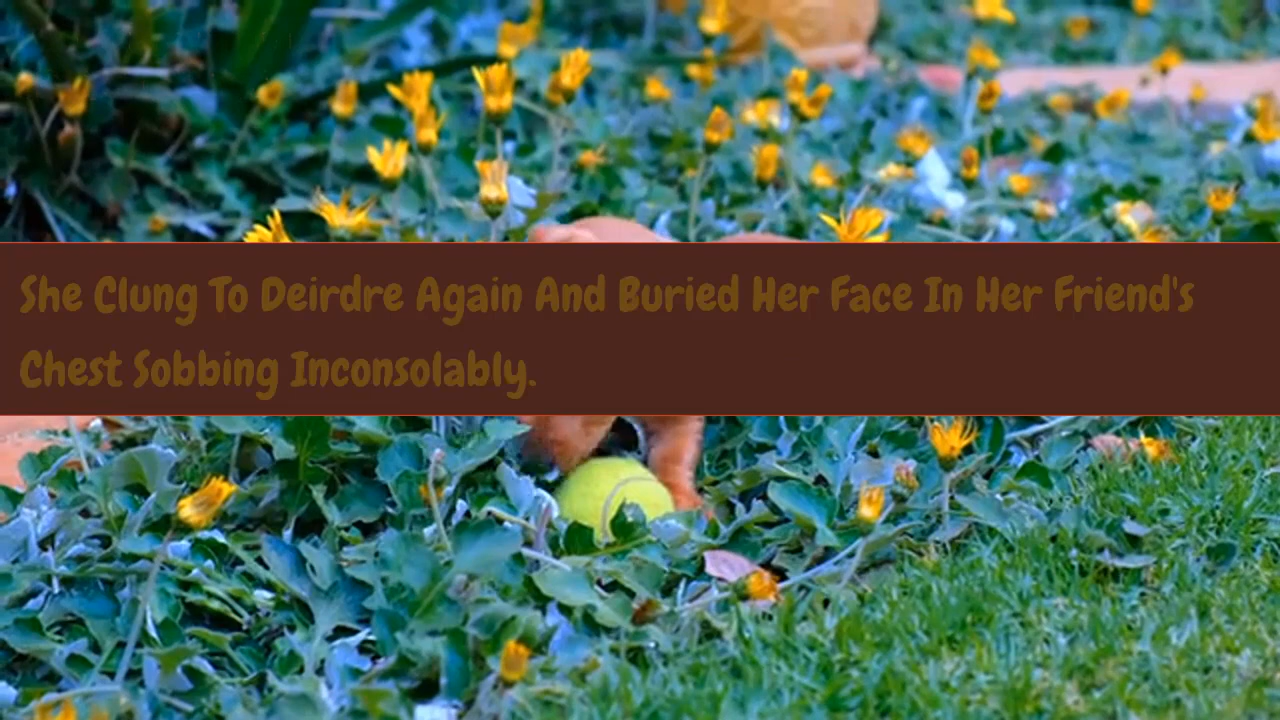 She Clung To Deirdre Again And Buried Her Face In Her Friend's
Chest Sobbing Inconsolably.